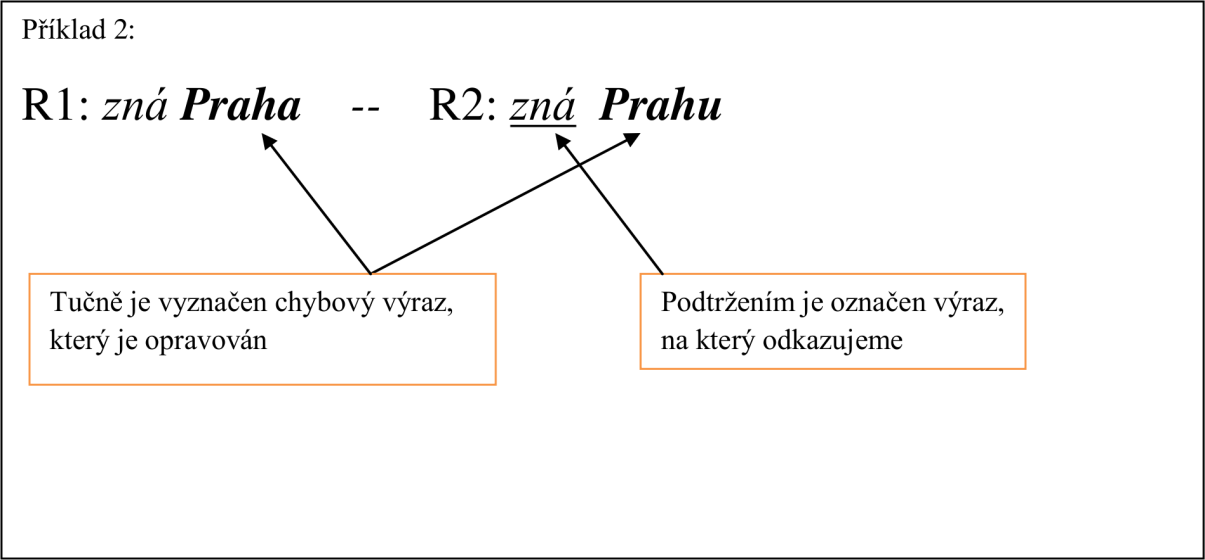 Příklad 2:
R1: zná Praha -- R2: zná Prahu
Tučně je vyznačen chybový výraz,
který je opravován
Podtržením je označen výraz,
na který odkazujeme